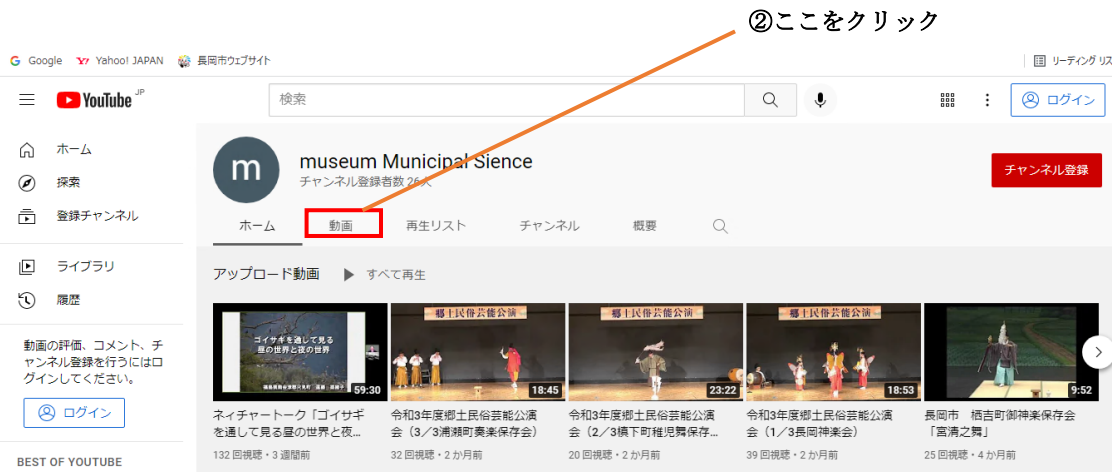 ②ここをクリック
Google Yahoo! JAPAN 長岡市ウェブサイト リーディング リス
YouTube JP
検索
ログイン
ホーム
探索
登録チャンネル
ライブラリ
履歴
動画の評価、コメント、チ
ャンネル登録を行うにはロ
グインしてください。
ログイン
BEST OF YOUTUBE
m
museum Municipal Sience
チャンネル登録者数 26人
チャンネル登録
ホーム 動画 再生リスト チャンネル 概要
アップロード動画 すべて再生
ゴイサギを通して見る
昼の世界と夜の世界
59:30
ネィチャートーク「ゴイサギ
を通して見る昼の世界と夜...
132 回視聴・3 週間前
郷土民俗芸能公演
18:45
令和3年度郷土民俗芸能公演
会（3／3浦瀬町奏楽保存会）
32 回視聴・2 か月前
郷土民俗芸能公演
23:22
令和3年度郷土民俗芸能公演
会（2／3槙下町稚児舞保存...
20 回視聴・2 か月前
郷土民俗芸能公演
18:53
令和3年度郷土民俗芸能公演
会（1／3長岡神楽会）
39 回視聴・2 か月前
9:52
長岡市 栖吉町御神楽保存会
「宮清之舞」
25 回視聴・4 か月前